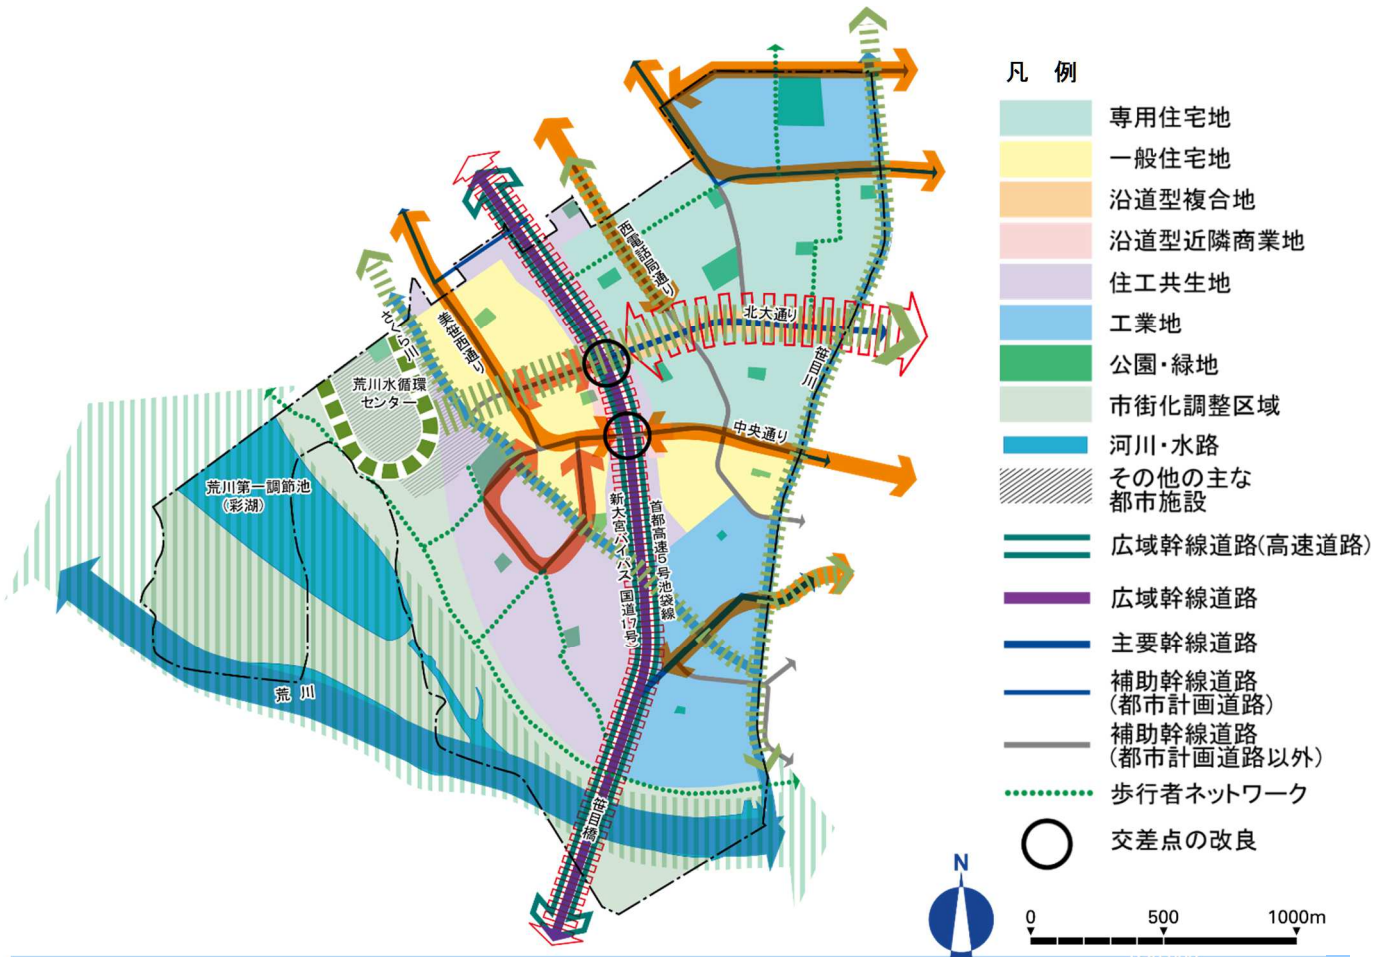 凡 例
専用住宅地
一般住宅地
沿道型複合地
沿道型近隣商業地
住工共生地
工業地
公園・緑地
市街化調整区域
河川・水路
その他の主な
都市施設
広域幹線道路(高速道路)
広域幹線道路
主要幹線道路
補助幹線道路
(都市計画道路)
補助幹線道路
(都市計画道路以外)
歩行者ネットワーク
交差点の改良
西電話局通り
北大通り
美笹西通り
さくら川
笹目川
荒川水循環
センター
中央通り
荒川第一調節池
(彩湖)
新大宮バイパス(国道17号)
首都高速5号池袋線
荒川
笹目橋
N
0 500 1000m